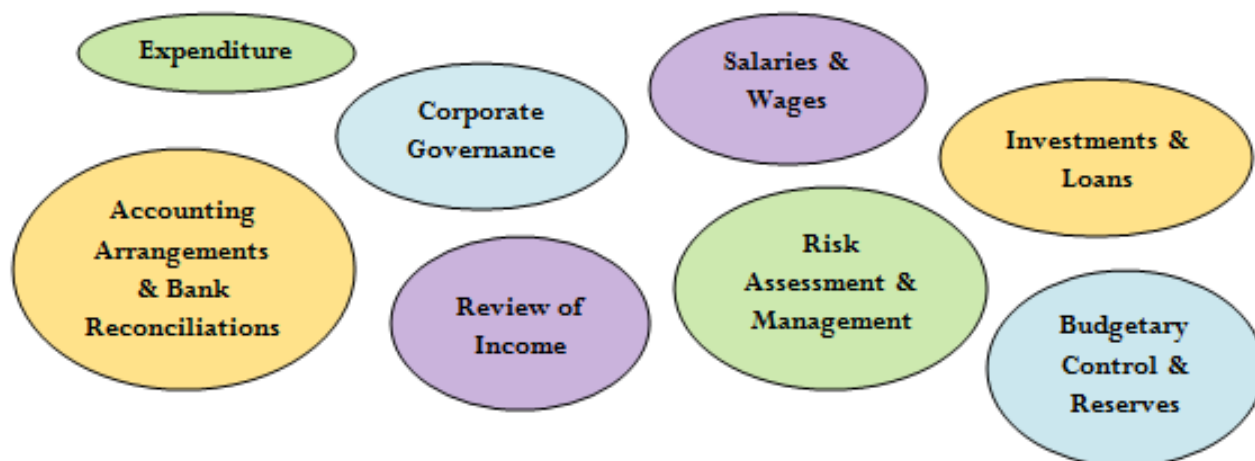 Expenditure
Corporate
Governance
Salaries &
Wages
Investments &
Loans
Accounting
Arrangements
& Bank
Reconciliations
Review of
Income
Risk
Assessment &
Management
Budgetary
Control &
Reserves